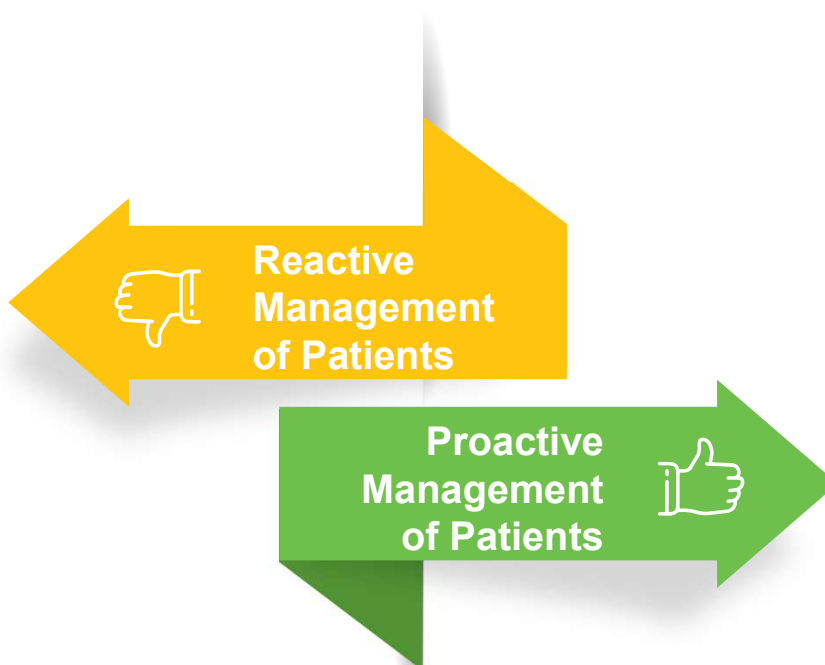 Reactive
Management
of Patients
Proactive
Management
of Patients